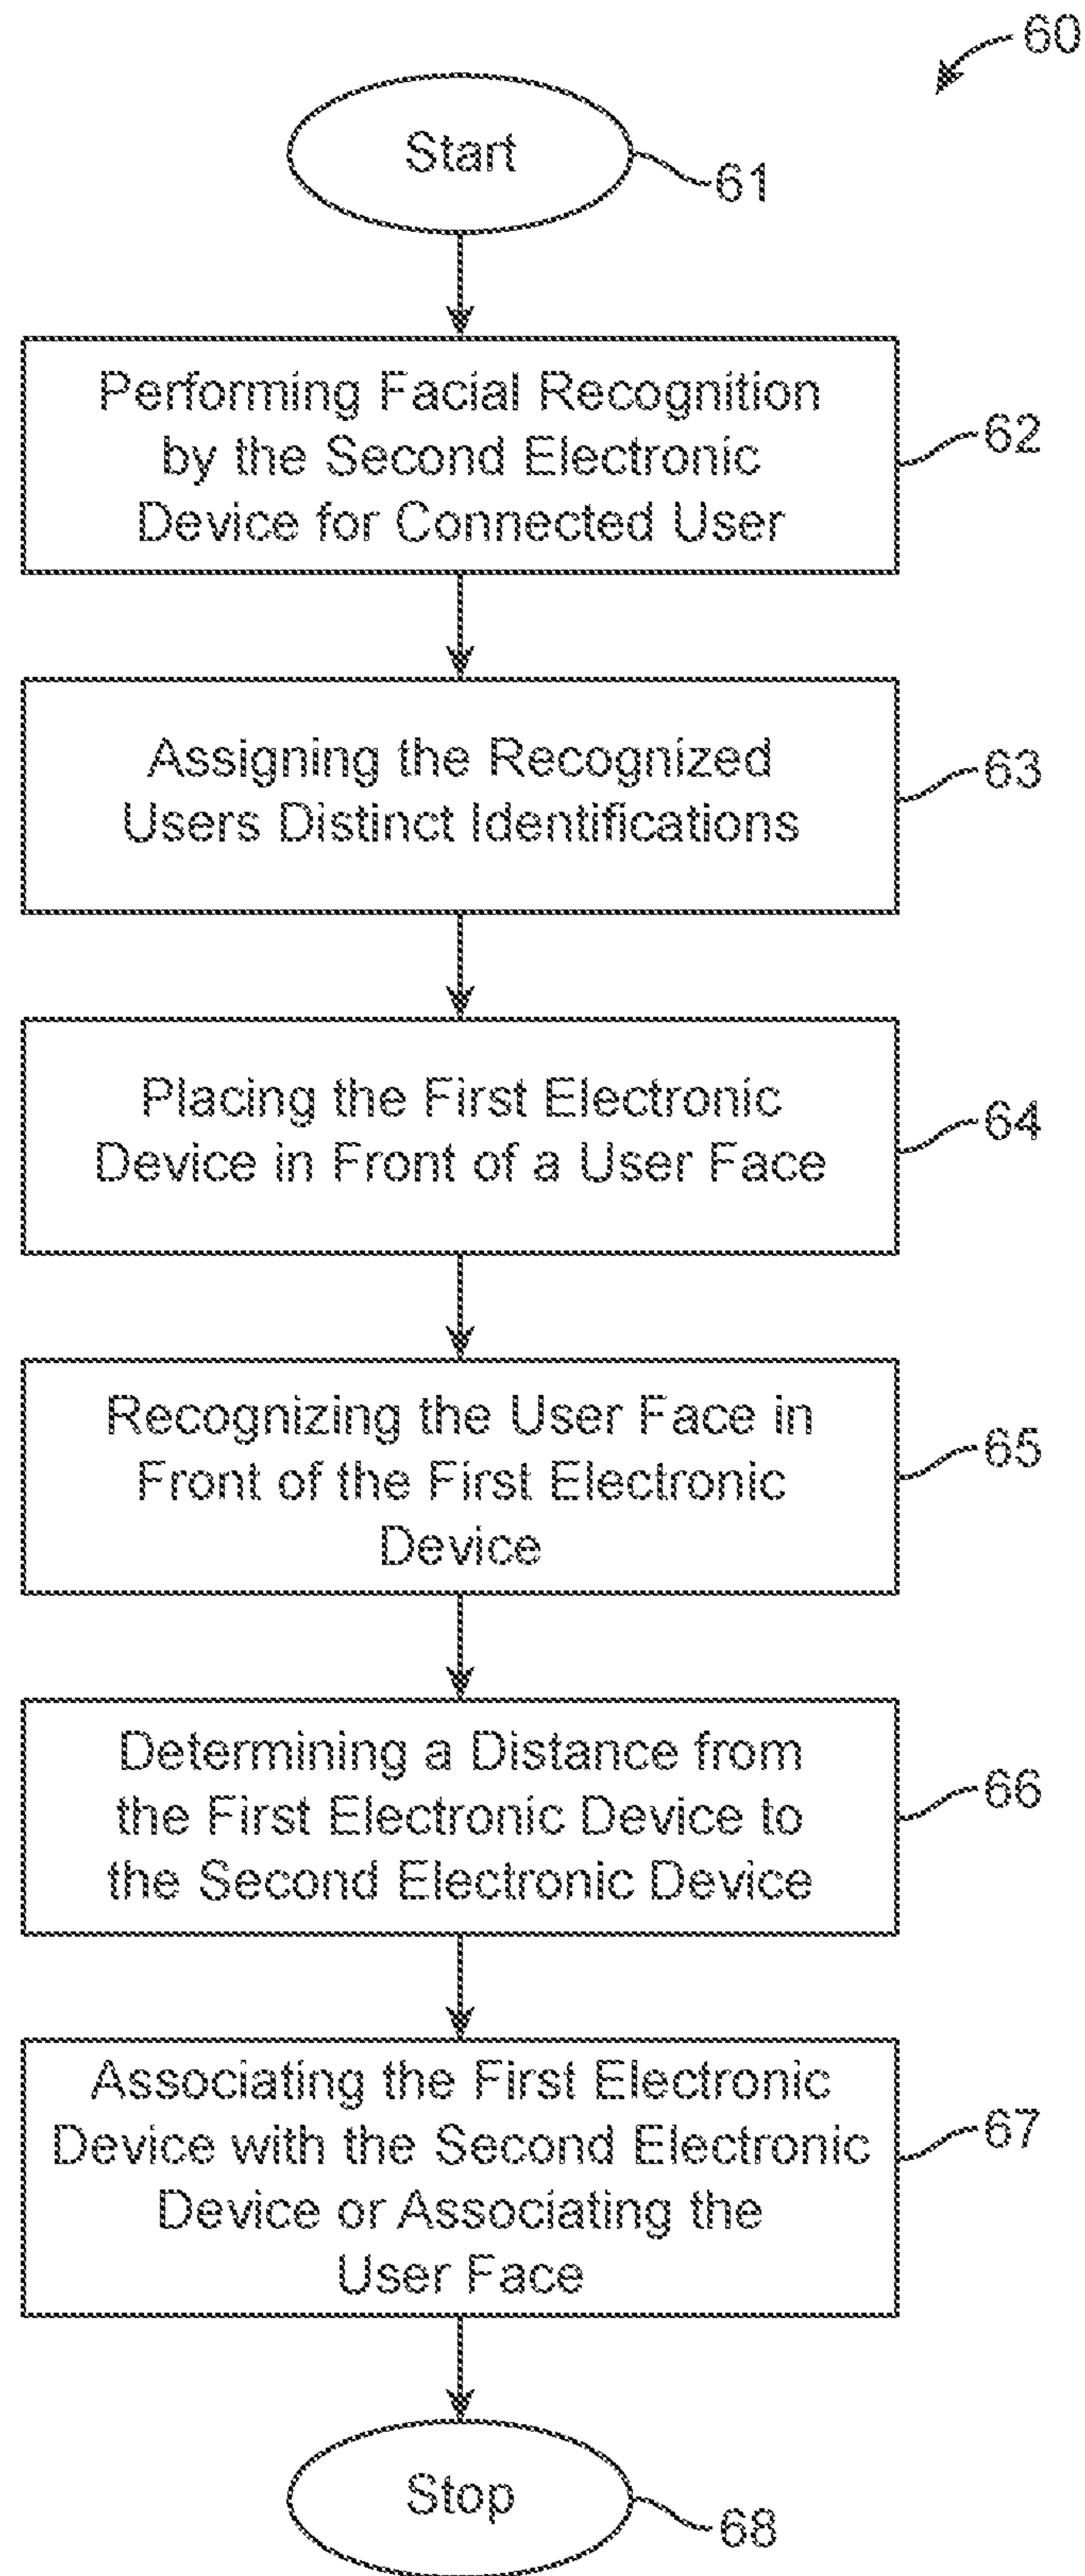 60
Start
61
Performing Facial Recognition
by the Second Electronic
Device for Connected User
62
Assigning the Recognized
Users Distinct Identifications
63
Placing the First Electronic
Device in Front of a User Face
64
Recognizing the User Face in
Front of the First Electronic
Device
65
Determining a Distance from
the First Electronic Device to
the Second Electronic Device
66
Associating the First Electronic
Device with the Second Electronic
Device or Associating the
User Face
67
Stop
68